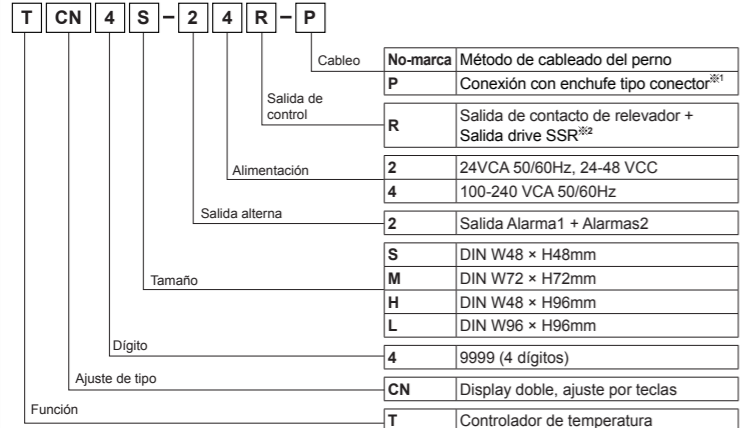 T CN 4 S - 2 4 R - P
Cableo
No-marca Método de cableado del perno
P Conexión con enchufe tipo conector※1
Salida de
control
R Salida de contacto de relevador +
Salida drive SSR※2
Alimentación
2 24VCA 50/60Hz, 24-48 VCC
4 100-240 VCA 50/60Hz
Salida alterna
2 Salida Alarma1 + Alarmas2
Tamaño
S DIN W48 × H48mm
M DIN W72 × H72mm
H DIN W48 × H96mm
L DIN W96 × H96mm
Dígito
4 9999 (4 dígitos)
Ajuste de tipo
CN Display doble, ajuste por teclas
Función
T Controlador de temperatura